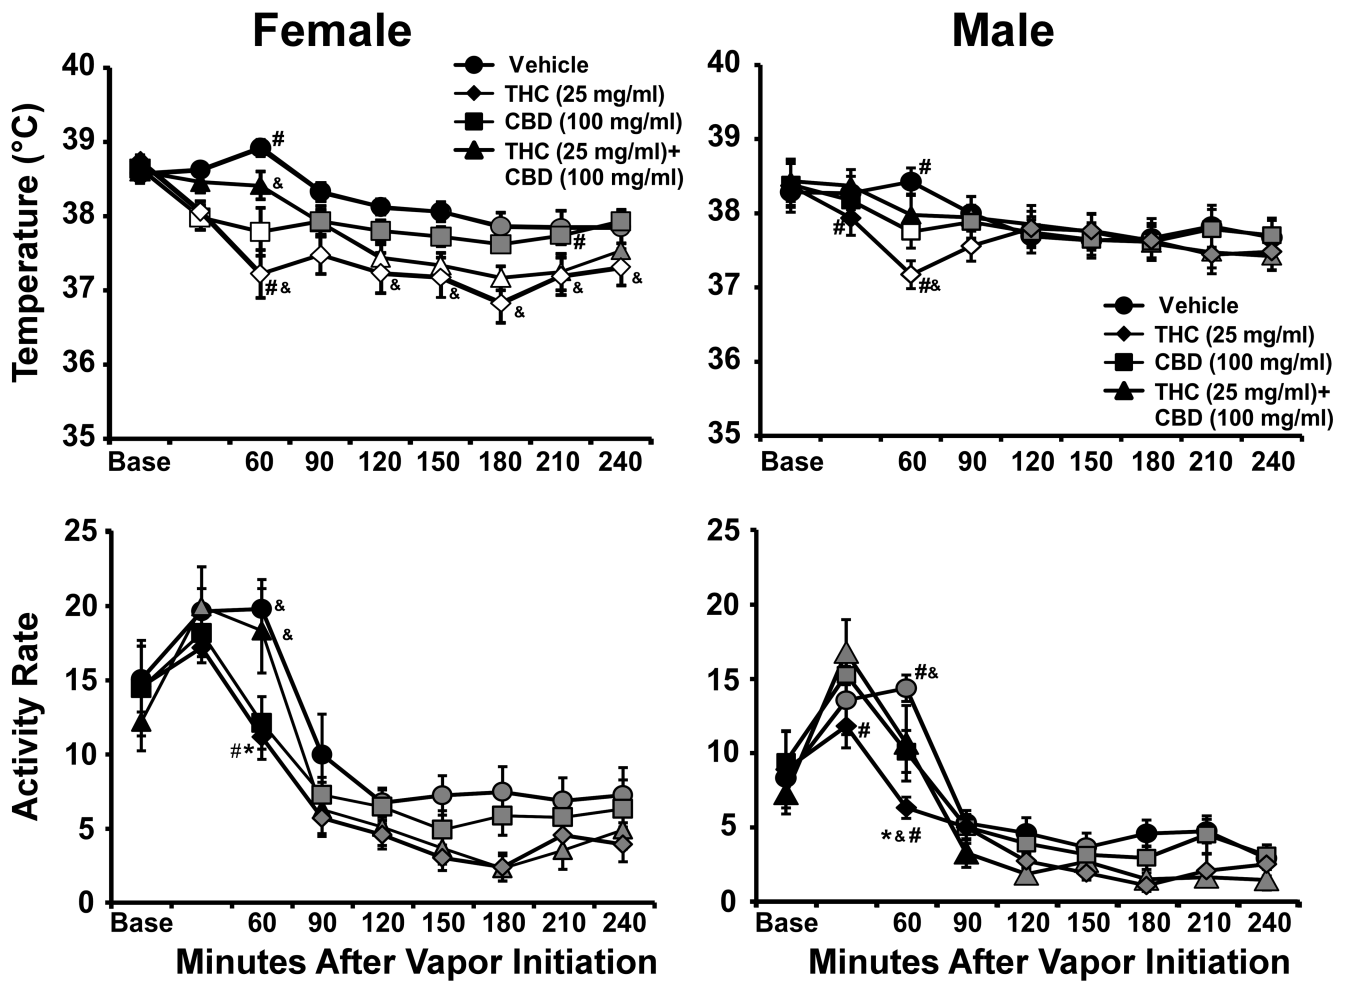 Female
Male
40
39
38
37
36
35
Temperature (°C)
Vehicle
THC (25 mg/ml)
CBD (100 mg/ml)
THC (25 mg/ml)+
CBD (100 mg/ml)
#
&
#
#&
&
&
&
&
&
Base 60 90 120 150 180 210 240
40
39
38
37
36
35
#
#
#&
Vehicle
THC (25 mg/ml)
CBD (100 mg/ml)
THC (25 mg/ml)+
CBD (100 mg/ml)
Base 60 90 120 150 180 210 240
25
20
15
10
5
0
Activity Rate
&
&
#*
Base 60 90 120 150 180 210 240
Minutes After Vapor Initiation
25
20
15
10
5
0
#&
#
*&#
Base 60 90 120 150 180 210 240
Minutes After Vapor Initiation